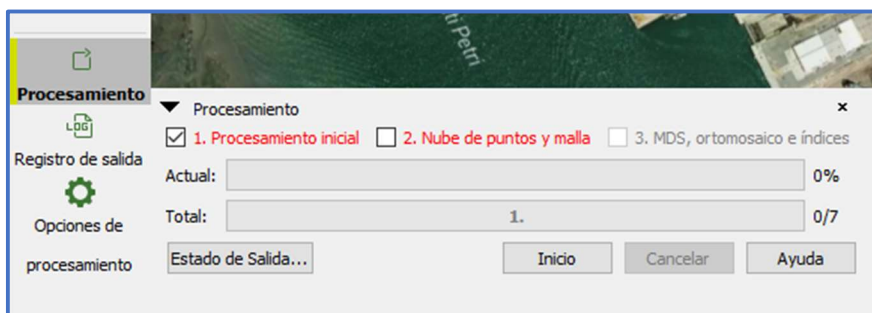 ti Petri
Procesamiento
Registro de salida
Opciones de
procesamiento
Procesamiento ×
1. Procesamiento inicial 2. Nube de puntos y malla 3. MDS, ortomosaico e índices
Actual: 0%
Total: 1. 0/7
Estado de Salida... Inicio Cancelar Ayuda
LOG